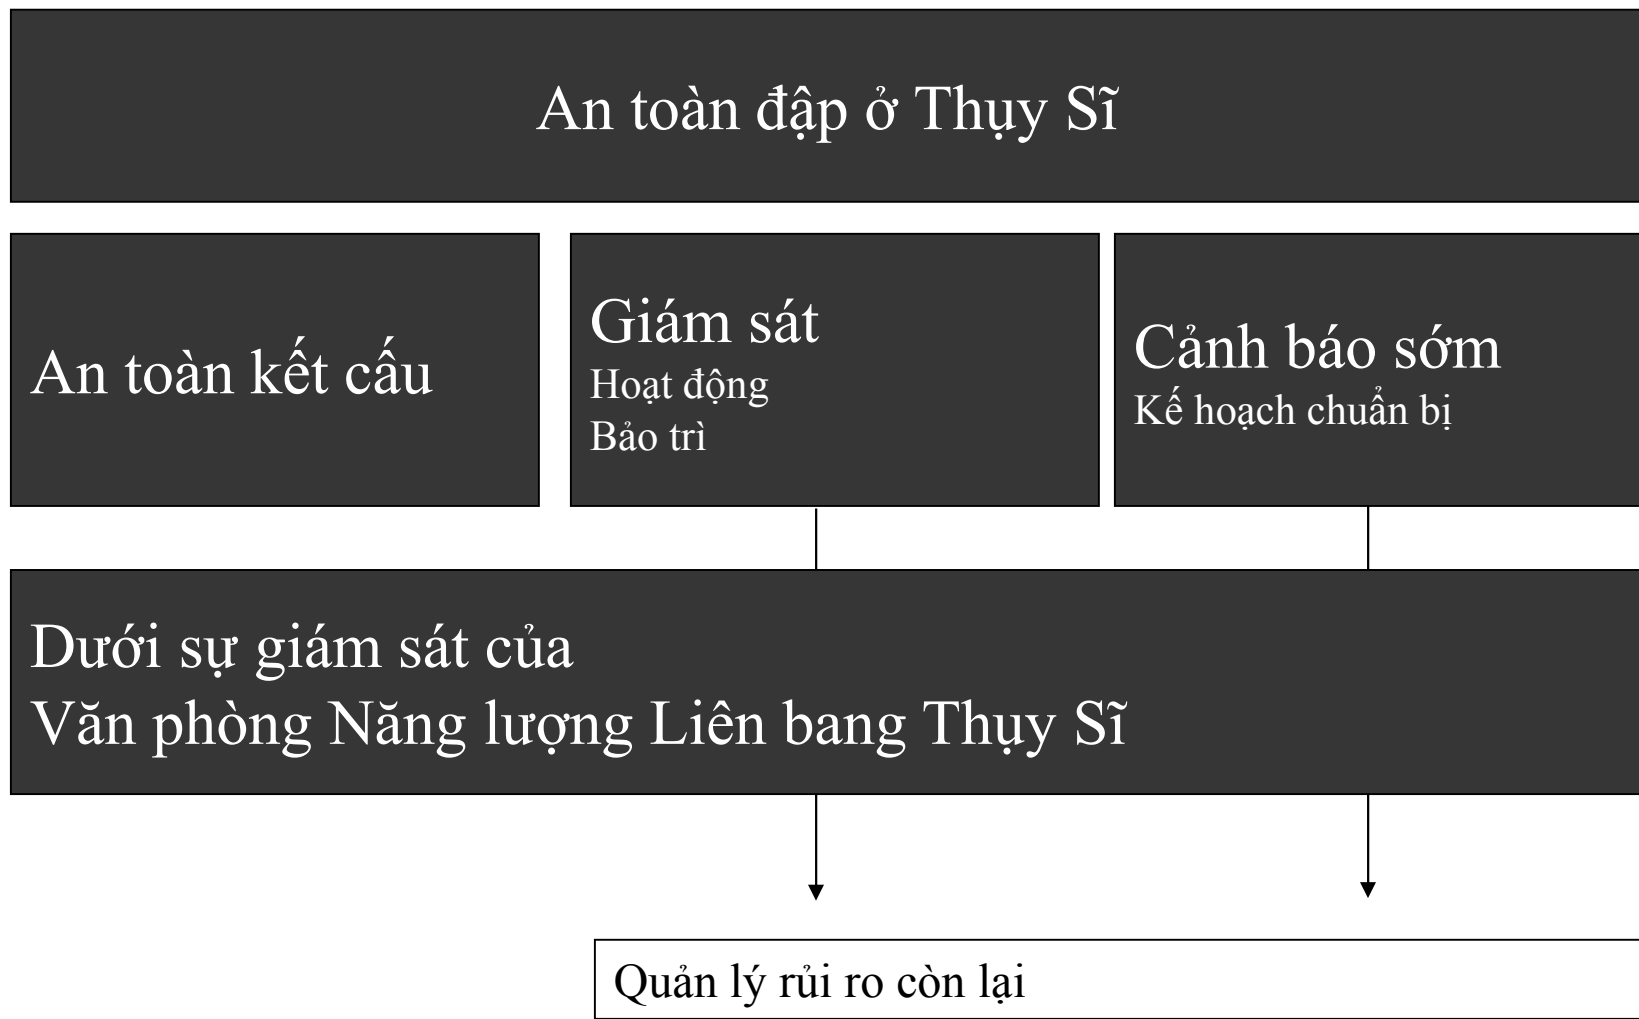 An toàn đập ở Thụy Sĩ
An toàn kết cấu
Giám sát
Hoạt động
Bảo trì
Cảnh báo sớm
Kế hoạch chuẩn bị
Dưới sự giám sát của
Văn phòng Năng lượng Liên bang Thụy Sĩ
Quản lý rủi ro còn lại